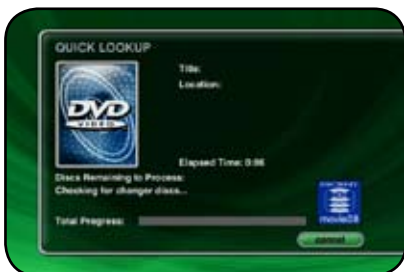 QUICK LOOKUP
Title:
Location:
DVD
VIDEO
Elapsed Time: 0:06
Discs Remaining to Process:
Checking for changer discs...
Total Progress:
movieDB
cancel